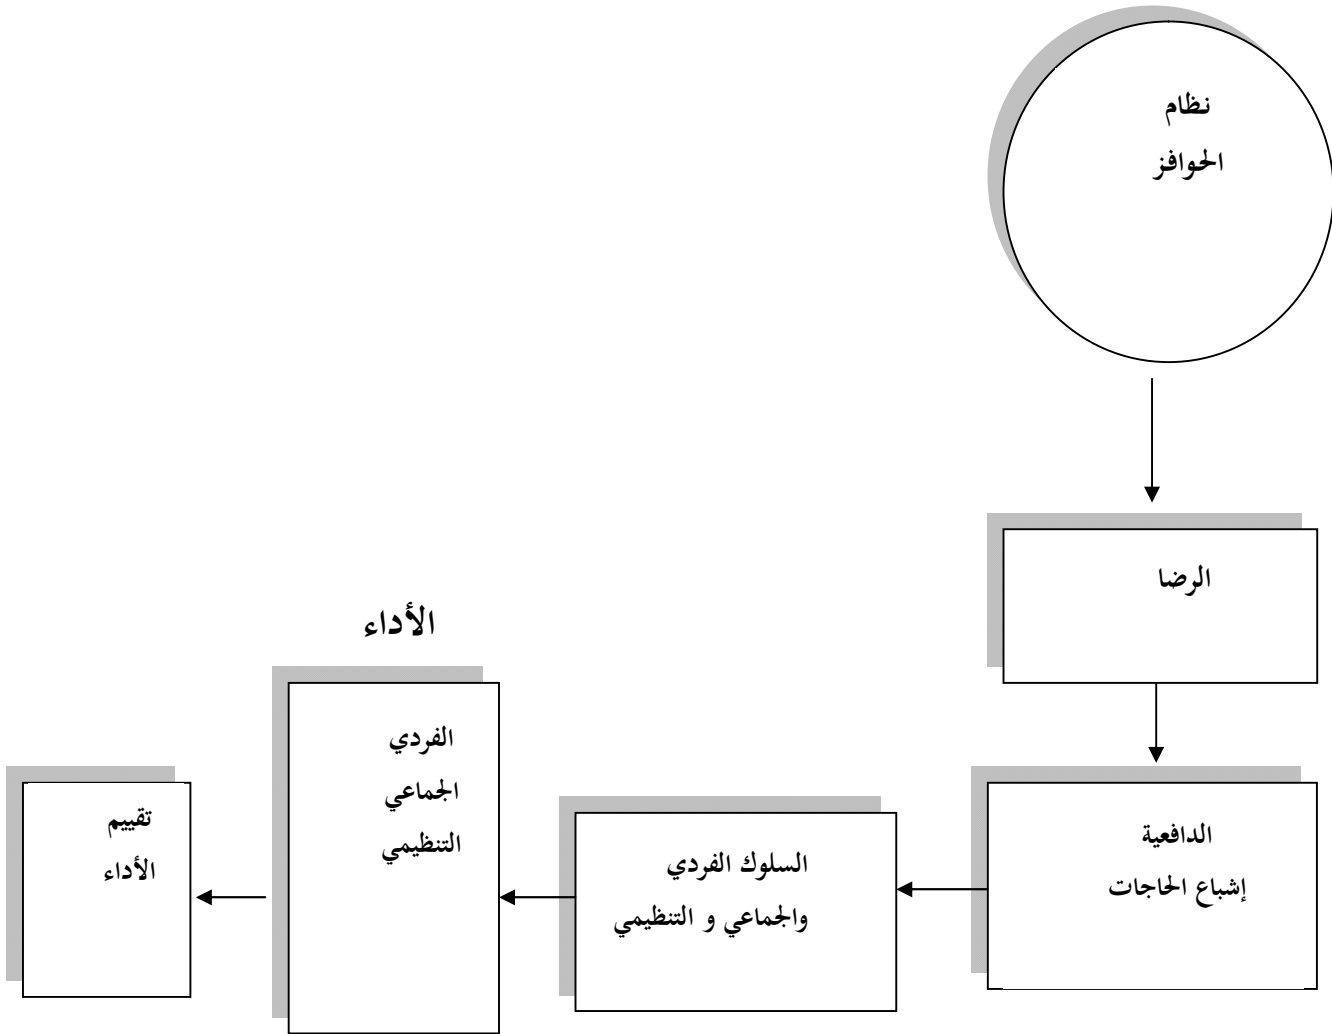 نظام
الحوافز
الرضا
الدافعية
إشباع الحاجات
السلوك الفردي
والجماعي و التنظيمي
الأداء
الفردي
الجماعي
التنظيمي
تقييم
الأداء